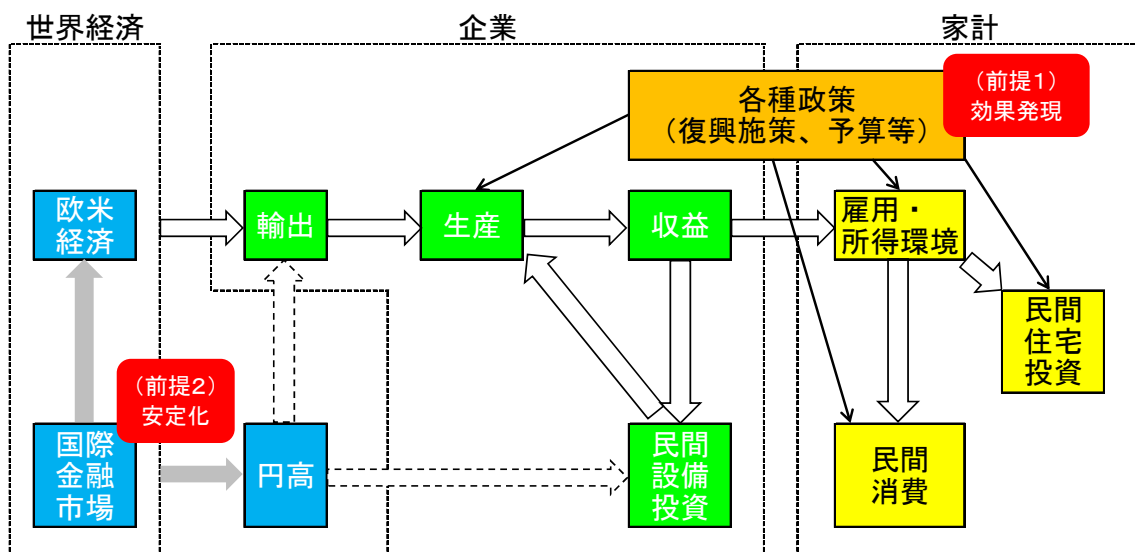 世界経済
企業
家計
各種政策
（復興施策、予算等）
（前提１）
効果発現
欧米
経済
輸出
生産
収益
雇用・
所得環境
民間
住宅
投資
（前提２）
安定化
国際
金融
市場
円高
民間
設備
投資
民間
消費